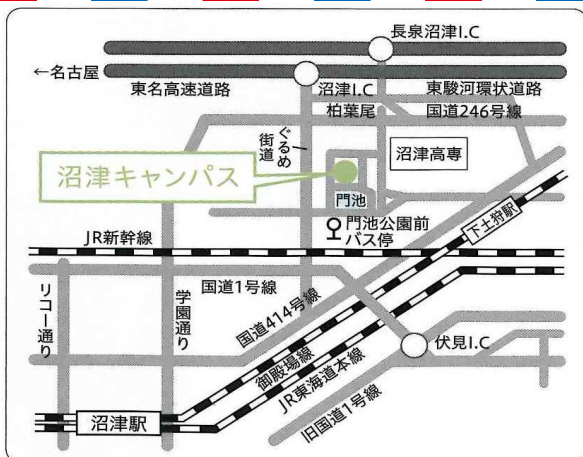 長泉沼津I.C
←名古屋
東名高速道路
沼津I.C
東駿河環状道路
柏葉尾
国道246号線
ぐるめ
街道
沼津高専
沼津キャンパス
門池
門池公園前
バス停
下土狩駅
JR新幹線
国道1号線
リコー通り
学園通り
国道414号線
御殿場線
JR東海道本線
伏見I.C
旧国道1号線
沼津駅